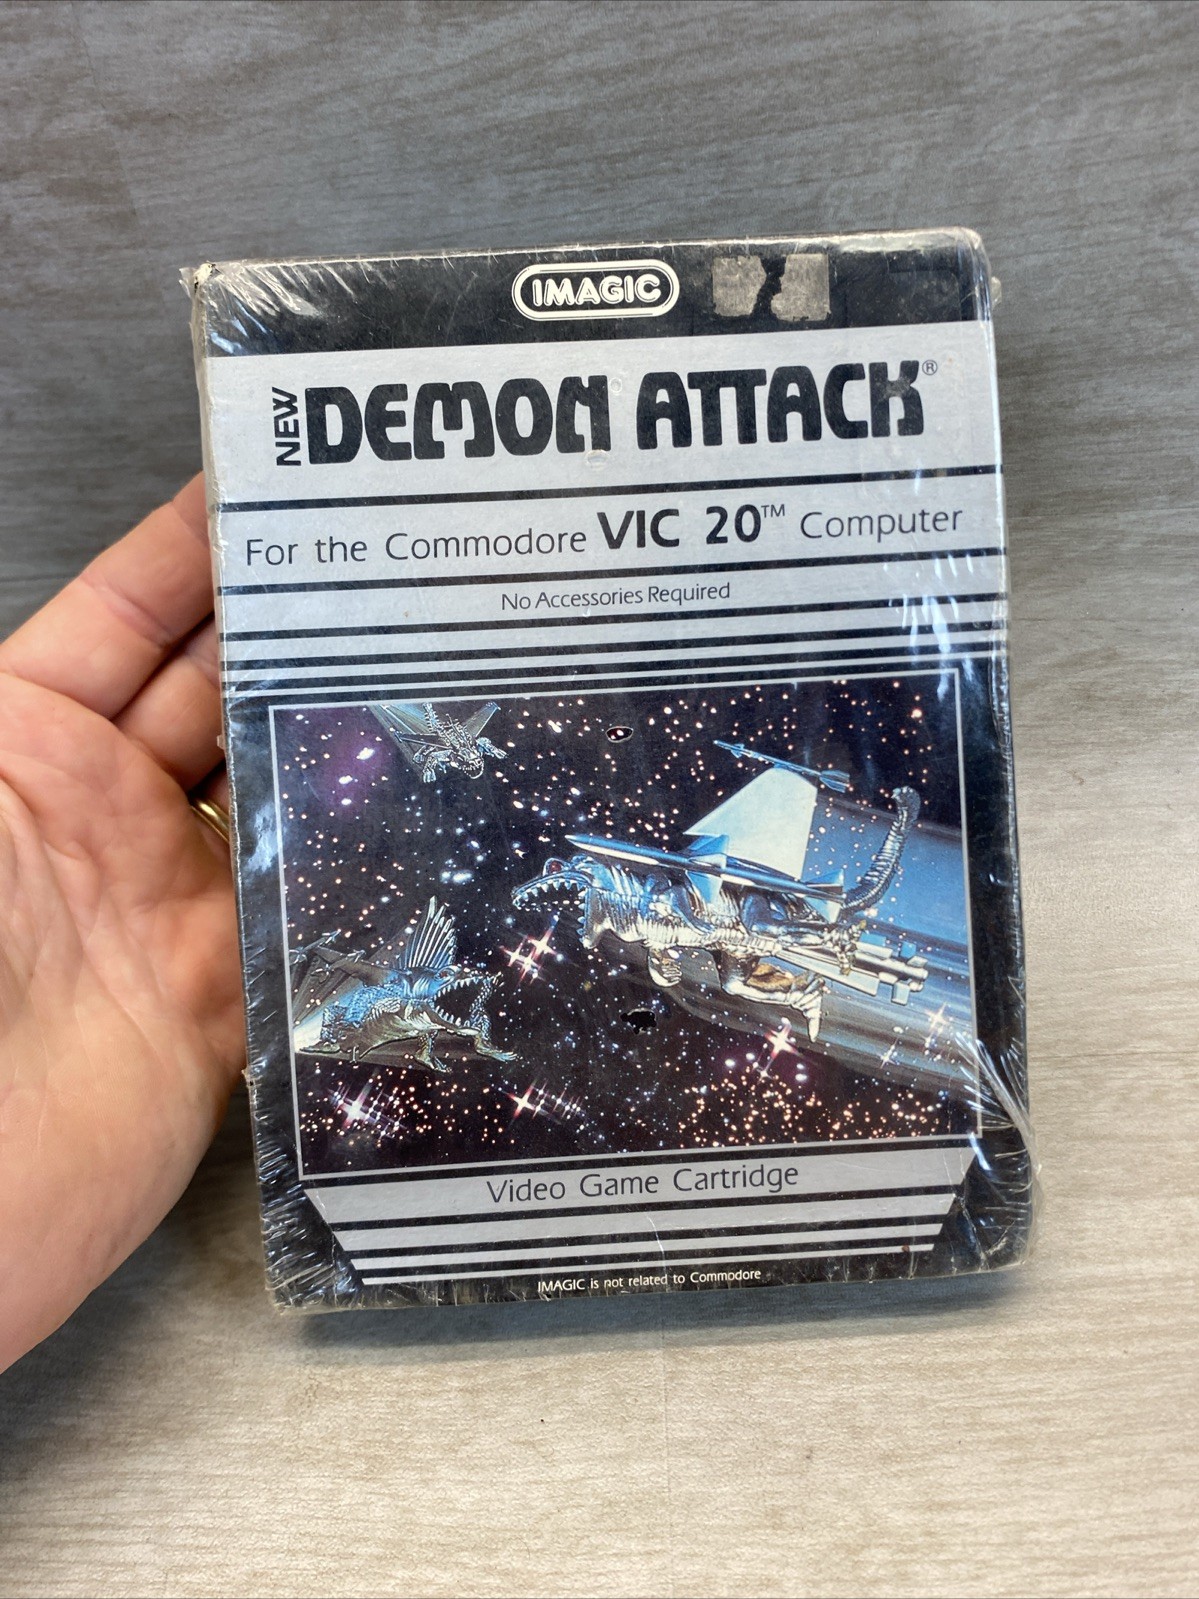 IMAGIC
NEW DEMON ATTACK®
For the Commodore VIC 20™ Computer
No Accessories Required
Video Game Cartridge
IMAGIC is not related to Commodore